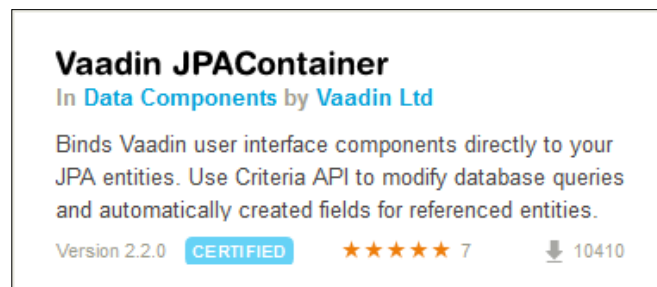 Vaadin JPAContainer
In Data Components by Vaadin Ltd
Binds Vaadin user interface components directly to your
JPA entities. Use Criteria API to modify database queries
and automatically created fields for referenced entities.
Version 2.2.0 CERTIFIED ★★★★★ 7 10410